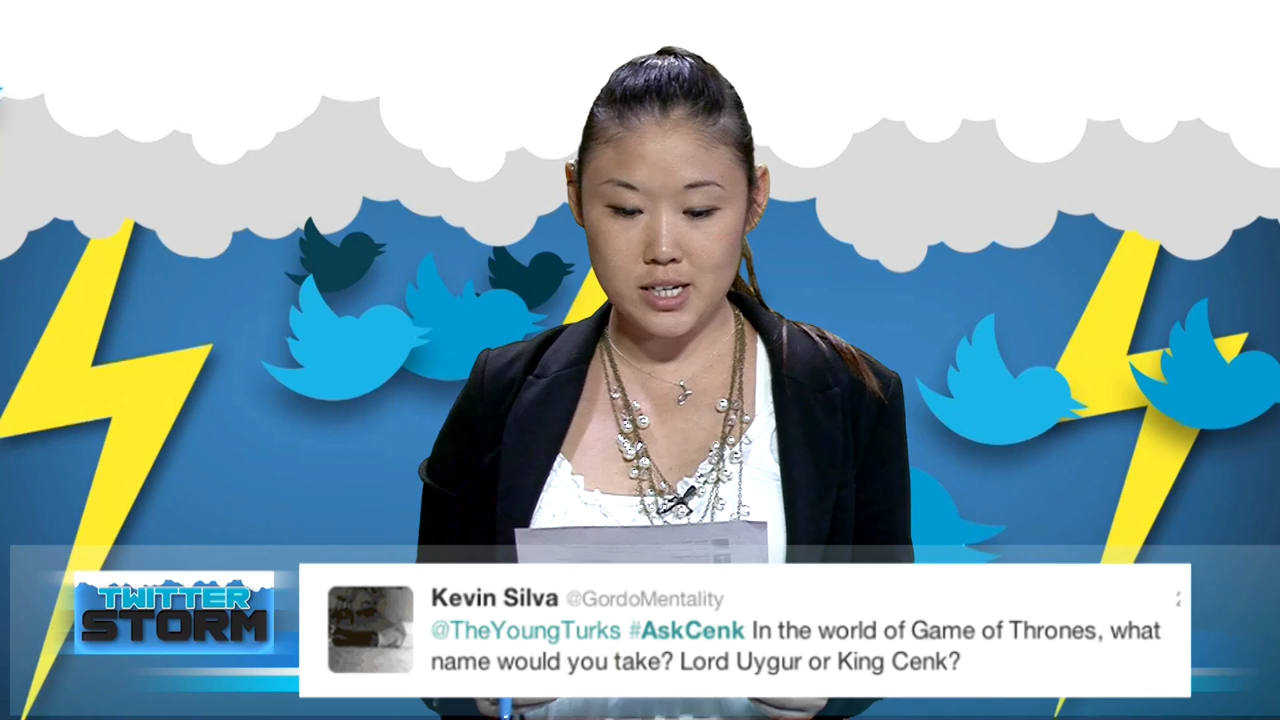 TWITTER
STORM
Kevin Silva @GordoMentality
@TheYoungTurks #AskCenk In the world of Game of Thrones, what
name would you take? Lord Uygur or King Cenk?